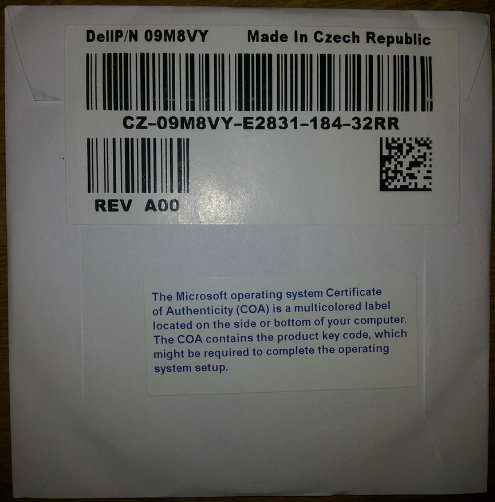 DellP/N 09M8VY Made In Czech Republic
CZ-09M8VY-E2831-184-32RR
REV A00
The Microsoft operating system Certificate
of Authenticity (COA) is a multicolored label
located on the side or bottom of your computer.
The COA contains the product key code, which
might be required to complete the operating
system setup.